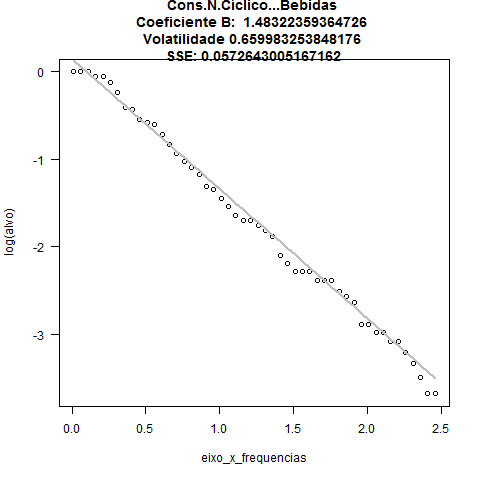 Cons.N.Ciclico...Bebidas
Coeficiente B:  1.48322359364726
Volatilidade 0.659983253848176
SSE: 0.0572643005167162
log(alvo)
0
-1
-2
-3
0.0 0.5 1.0 1.5 2.0 2.5
eixo_x_frequencias